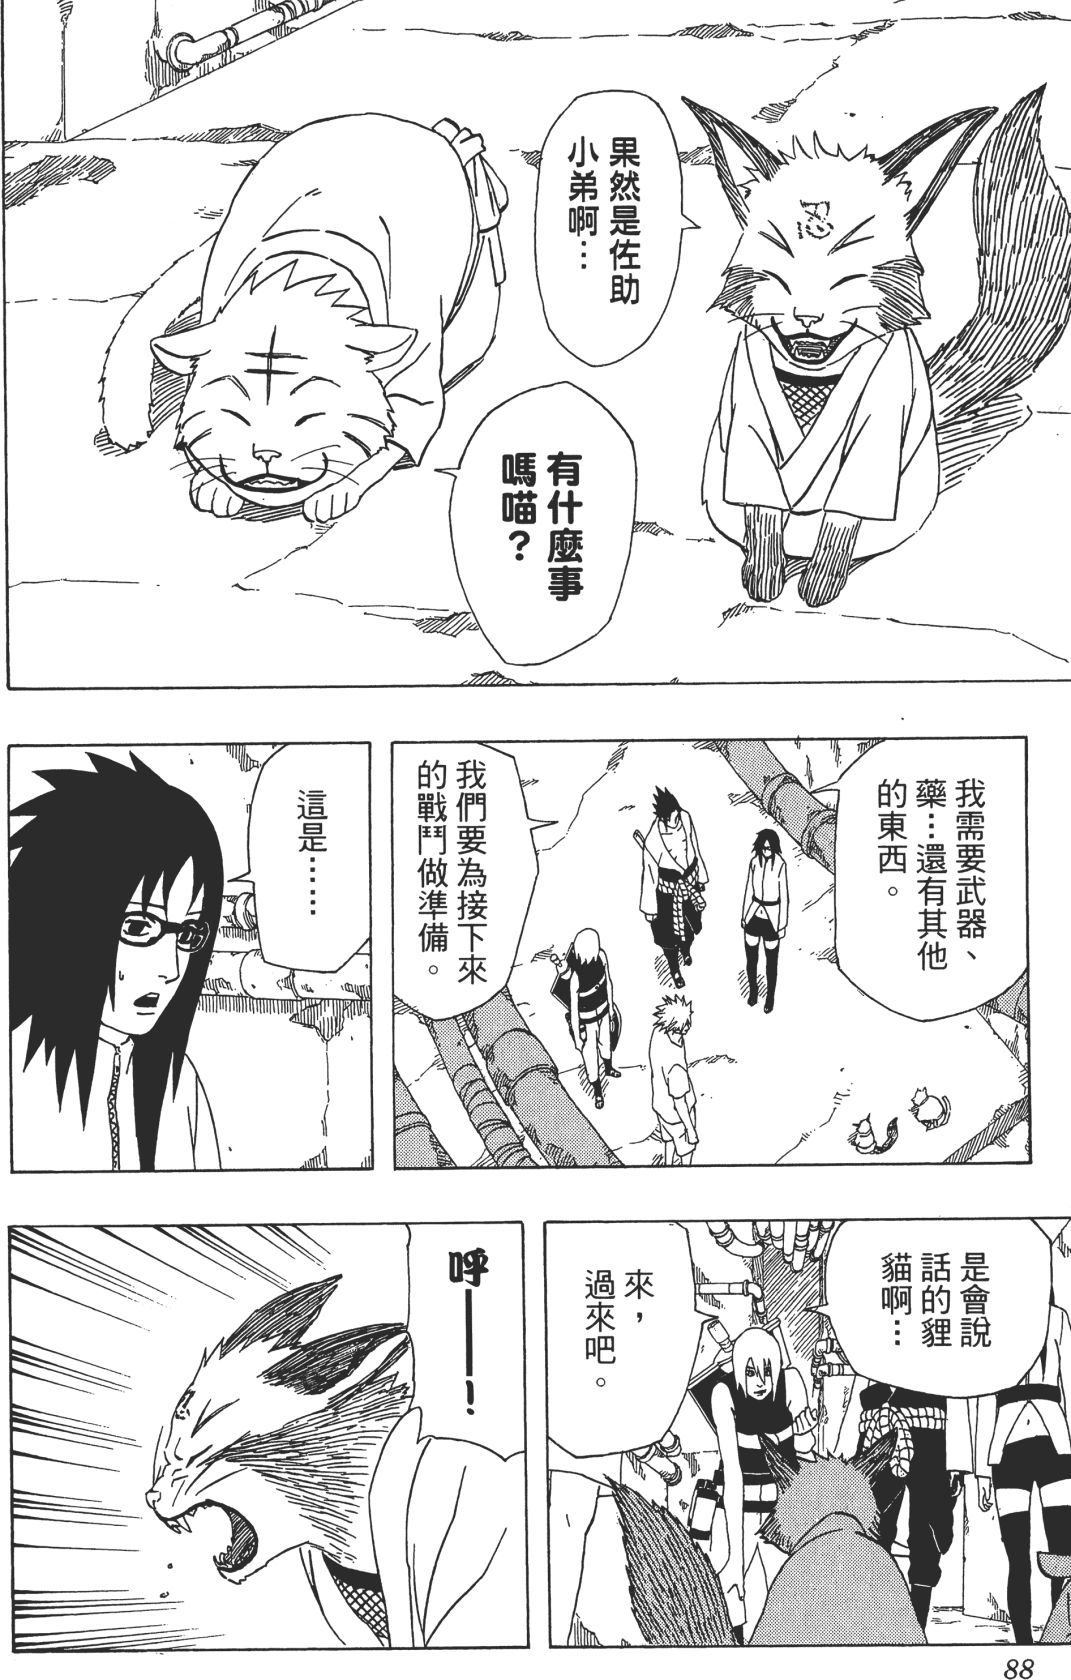 果然是佐助
小弟啊…
有什麼事
嗎喵？
我需要武器、
藥…還有其他
的東西。
我們要為接下來
的戰鬥做準備。
這是……
是會說
話的貍
貓啊…
來，
過來吧。
呼——！
忍
88